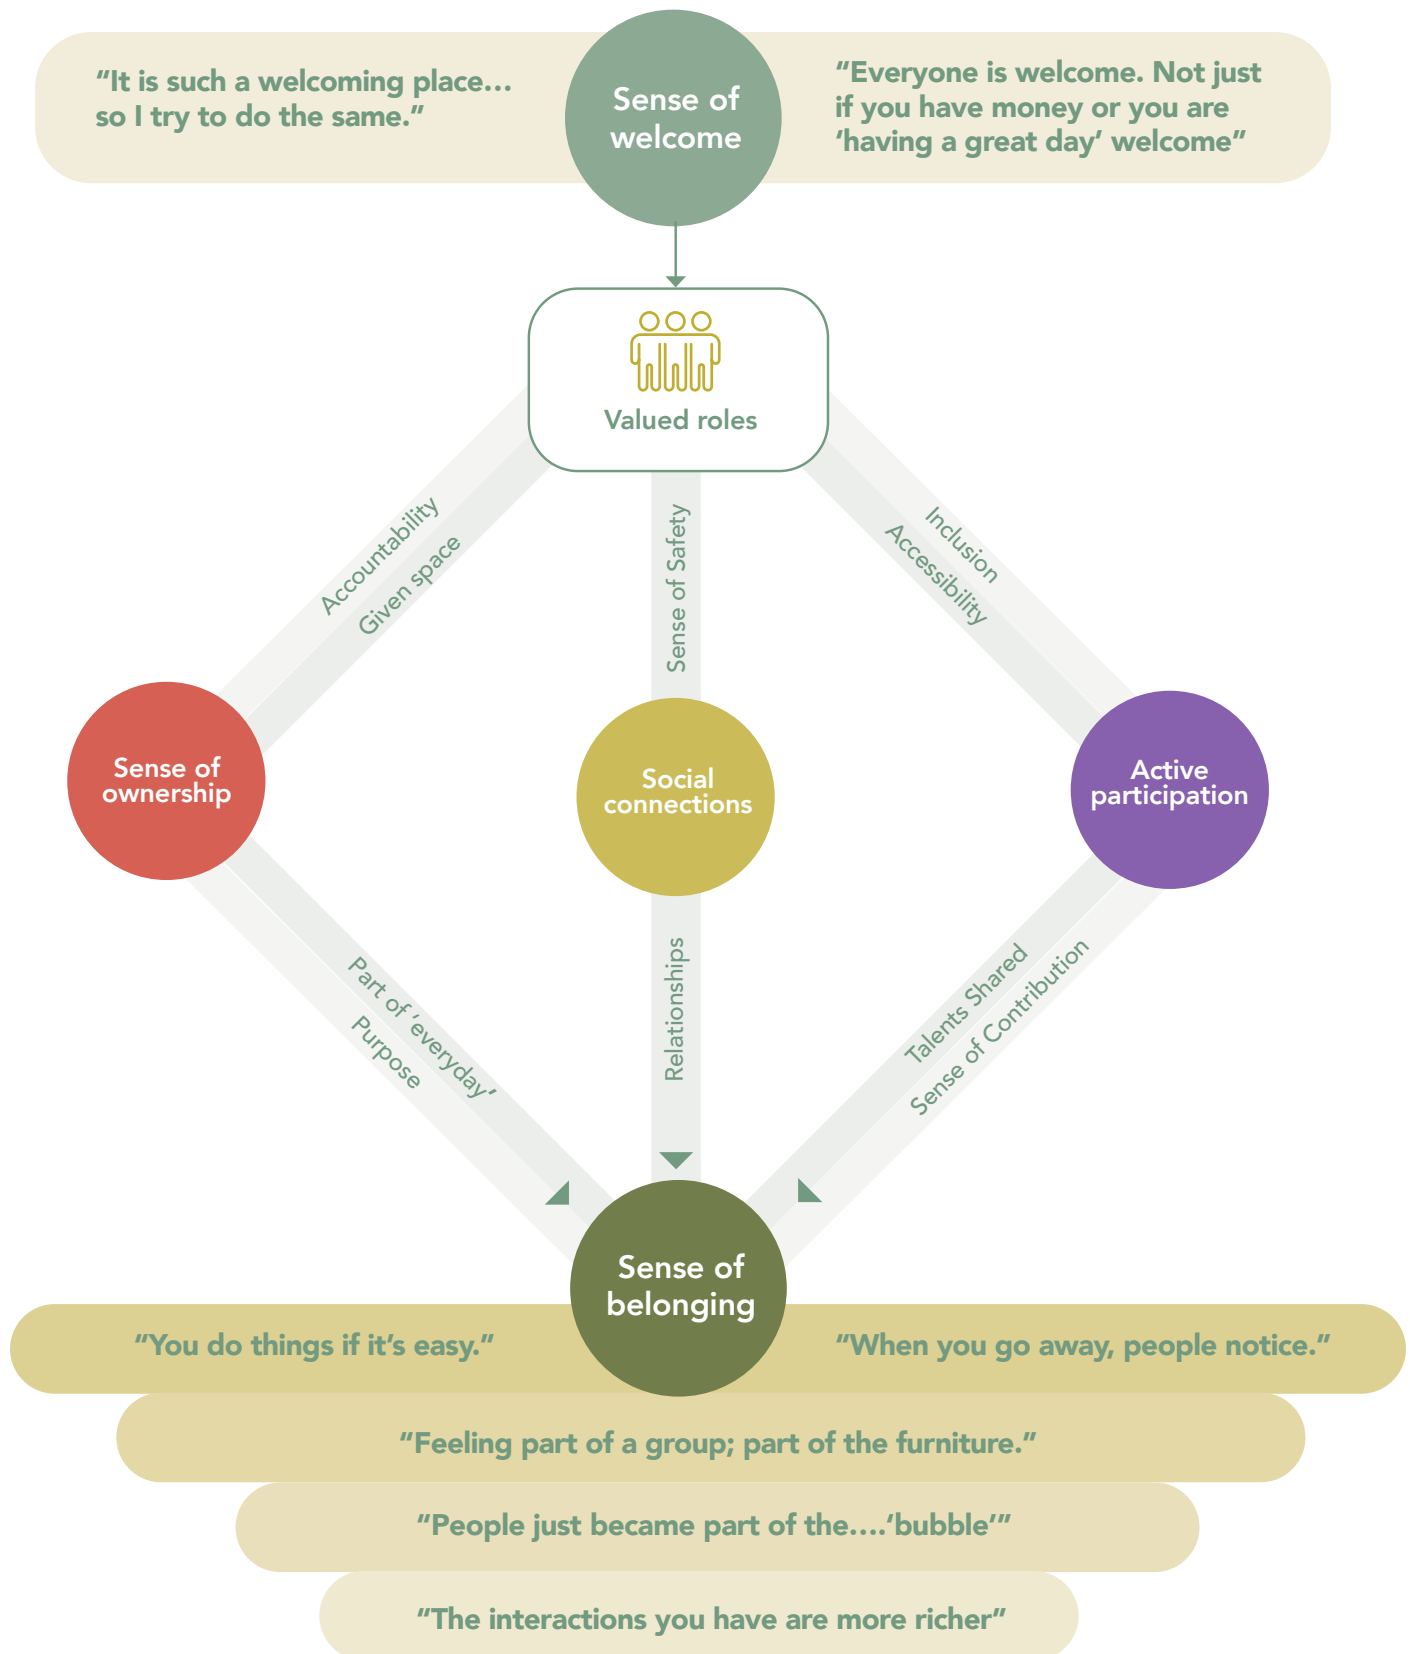 “It is such a welcoming place…
so I try to do the same.”
Sense of
welcome
“Everyone is welcome. Not just
if you have money or you are
‘having a great day’ welcome”
Valued roles
Accountability
Given space
Sense of Safety
Inclusion
Accessibility
Sense of
ownership
Social
connections
Active
participation
Part of ‘everyday’
Purpose
Relationships
Talents Shared
Sense of Contribution
Sense of
belonging
“You do things if it’s easy.”
“When you go away, people notice.”
“Feeling part of a group; part of the furniture.”
“People just became part of the….‘bubble’”
“The interactions you have are more richer”